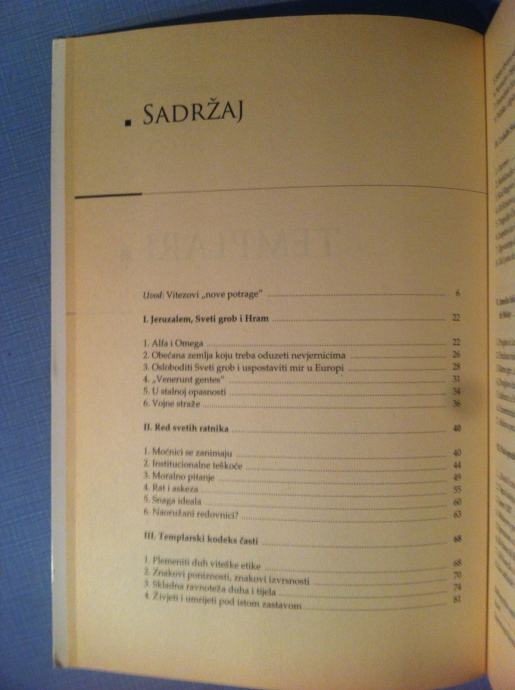 SADRŽAJ
Uvod: Vitezovi „nove potrage“ 6
I. Jeruzalem, Sveti grob i Hram 22
1. Alfa i Omega 22
2. Obećana zemlja koju treba oduzeti nevjernicima 26
3. Osloboditi Sveti grob i uspostaviti mir u Europi 28
4. „Venerunt gentes“ 31
5. U stalnoj opasnosti 34
6. Vojne straže 36
II. Red svetih ratnika 40
1. Moćnici se zanimaju 40
2. Institucionalne teškoće 44
3. Moralno pitanje 49
4. Rat i askeza 55
5. Snaga ideala 60
6. Naoružani redovnici? 63
III. Templarski kodeks časti 68
1. Plemeniti duh viteške etike 68
2. Znakovi poniznosti, znakovi izvrsnosti 70
3. Skladna ravnoteža duha i tijela 74
4. Živjeti i umrijeti pod istom zastavom 81